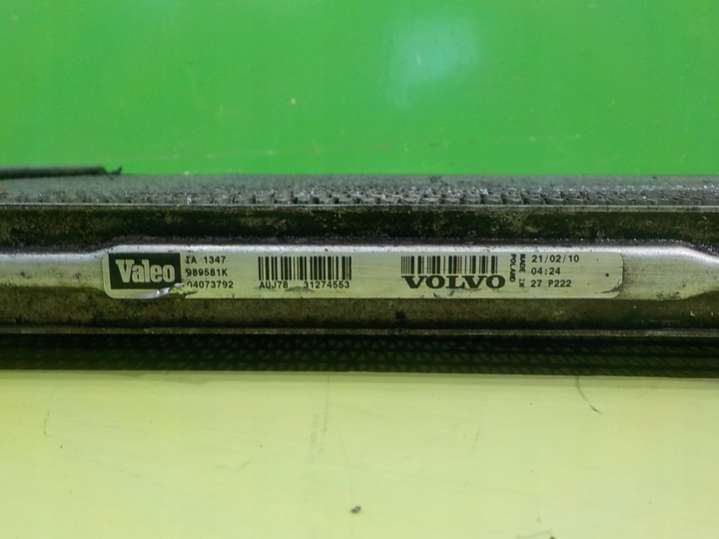 Valeo
IA 1347
989581K
04073792
AUJ78 31274553
VOLVO
MADE IN
POLAND
21/02/10
04:24
27 P222